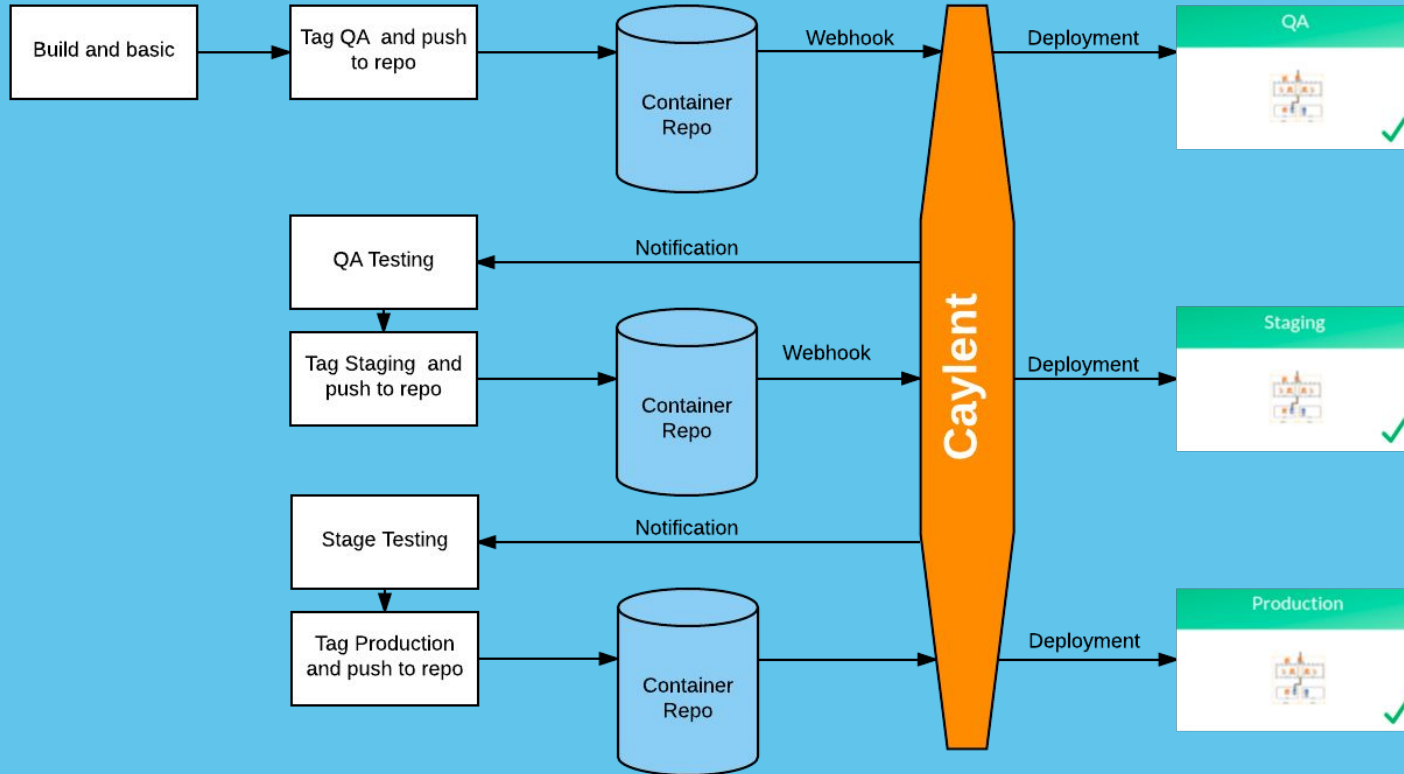 Build and basic
Tag QA and push
to repo
Container
Repo
Webhook
Deployment
QA
QA Testing
Notification
Tag Staging and
push to repo
Container
Repo
Webhook
Caylent
Deployment
Staging
Stage Testing
Notification
Tag Production
and push to repo
Container
Repo
Deployment
Production